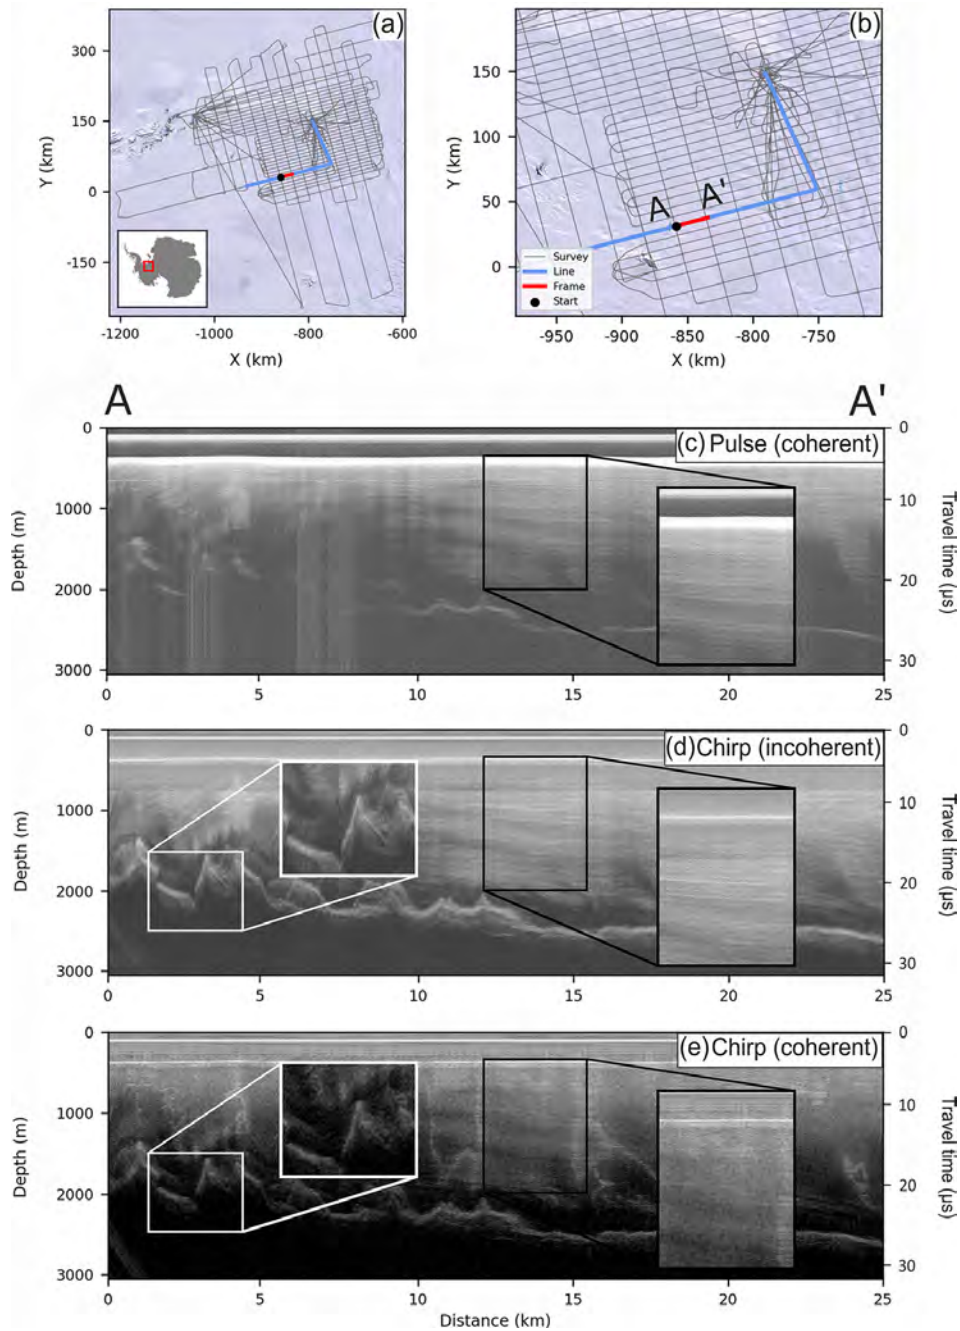 (a)
Y (km)
300
150
0
-150
-1200
-1000
-800
-600
X (km)
(b)
Y (km)
150
100
50
0
A
A'
Survey
Line
Frame
Start
-950
-900
-850
-800
-750
X (km)
A
A'
(c) Pulse (coherent)
Depth (m)
0
1000
2000
3000
0
10
20
30
Travel time (µs)
0
5
10
15
20
25
(d) Chirp (incoherent)
Depth (m)
0
1000
2000
3000
0
10
20
30
Travel time (µs)
0
5
10
15
20
25
(e) Chirp (coherent)
Depth (m)
0
1000
2000
3000
0
10
20
30
Travel time (µs)
0
5
10
15
20
25
Distance (km)